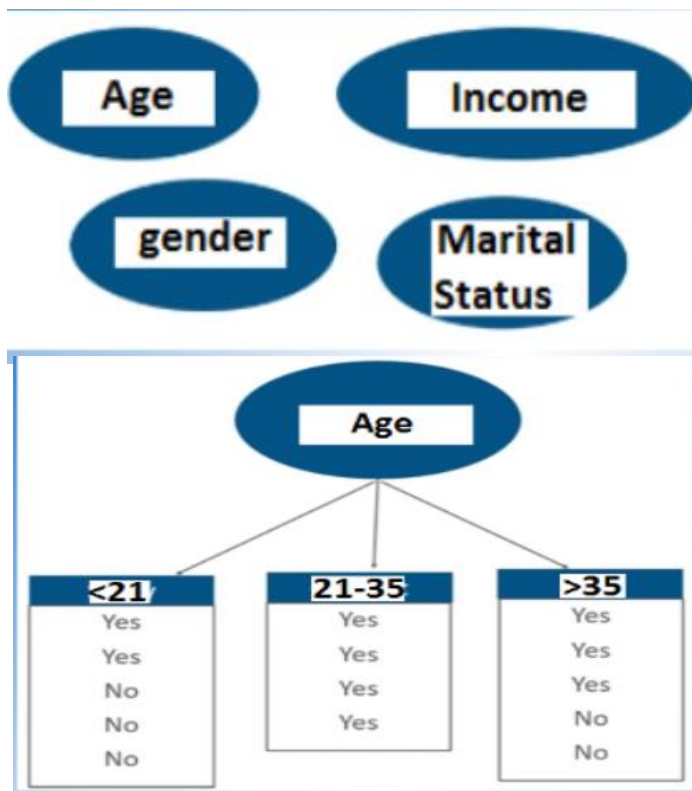 Age
Income
gender
Marital
Status
Age
<21
21-35
>35
Yes
Yes
Yes
Yes
Yes
Yes
No
Yes
Yes
No
Yes
No
No
No